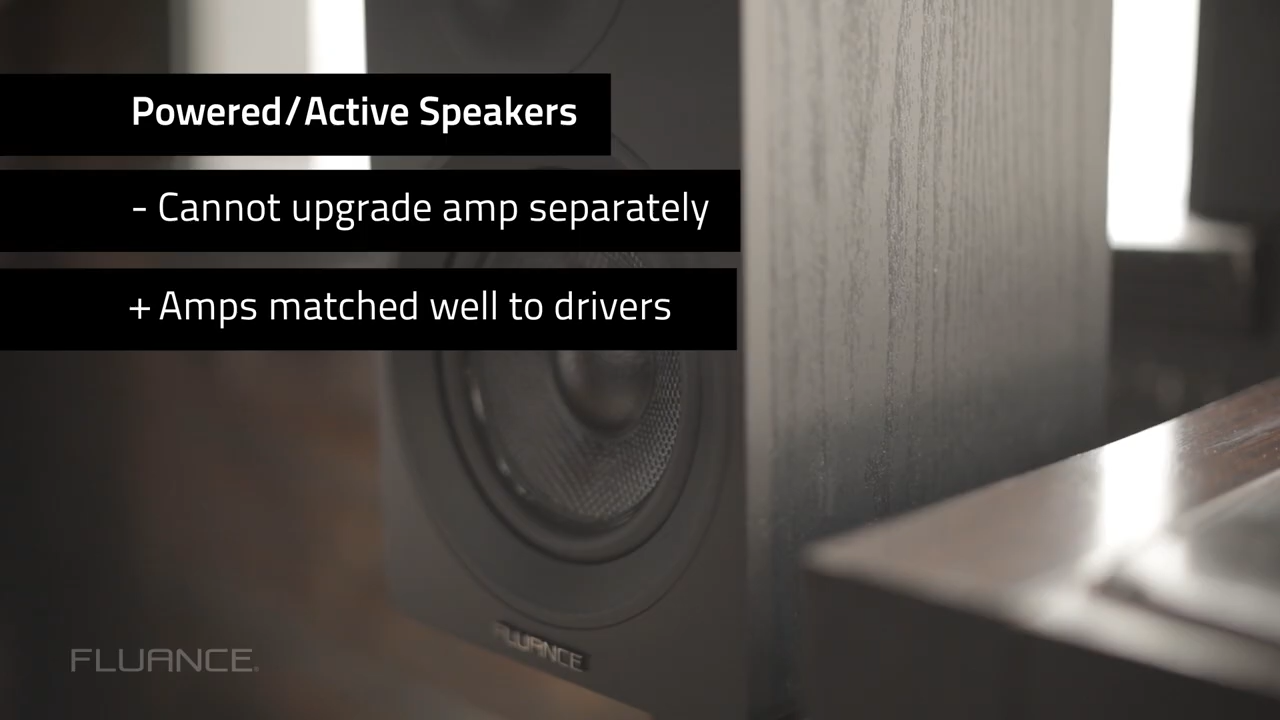 Powered/Active Speakers
- Cannot upgrade amp separately
+ Amps matched well to drivers
FLUANCE
FLUANCE